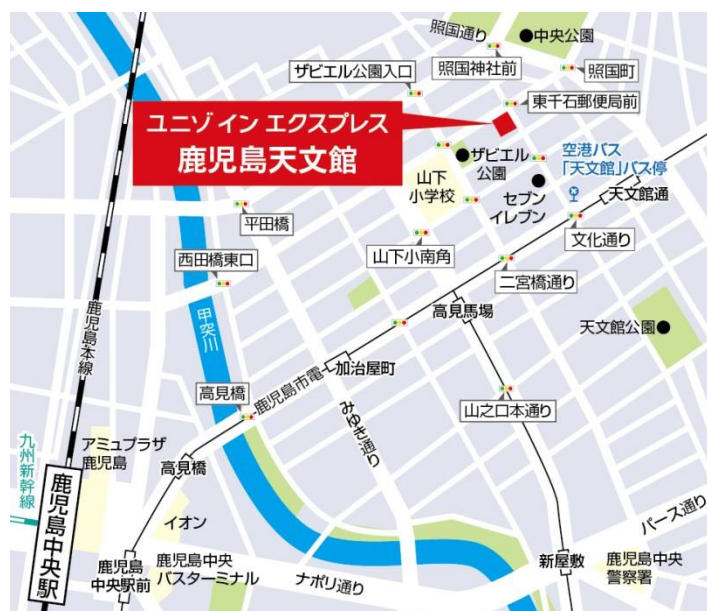 照国通り
中央公園
ザビエル公園入口
照国神社前
照国町
東千石郵便局前
ユニゾ イン エクスプレス
鹿児島天文館
ザビエル
公園
空港バス
「天文館」バス停
山下
小学校
セブン
イレブン
天文館通
平田橋
文化通り
西田橋東口
山下小南角
二宮橋通り
甲突川
高見馬場
天文館公園
鹿児島本線
鹿児島市電
加治屋町
高見橋
山之口本通り
みゆき通り
アミュプラザ
鹿児島
高見橋
九州新幹線
鹿児島中央駅
イオン
パース通り
鹿児島
中央駅前
鹿児島中央
バスターミナル
ナポリ通り
新屋敷
鹿児島中央
警察署